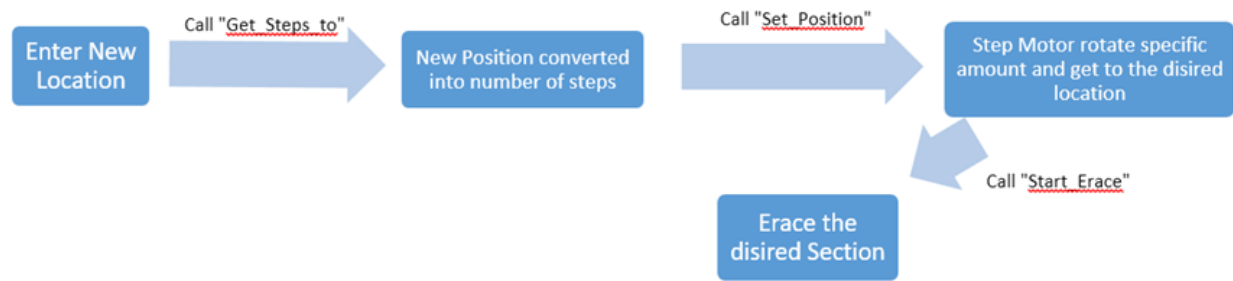 Enter New
Location
Call "Get_Steps_to"
New Position converted
into number of steps
Call "Set_Position"
Step Motor rotate specific
amount and get to the disired
location
Call "Start_Erace"
Erace the
disired Section